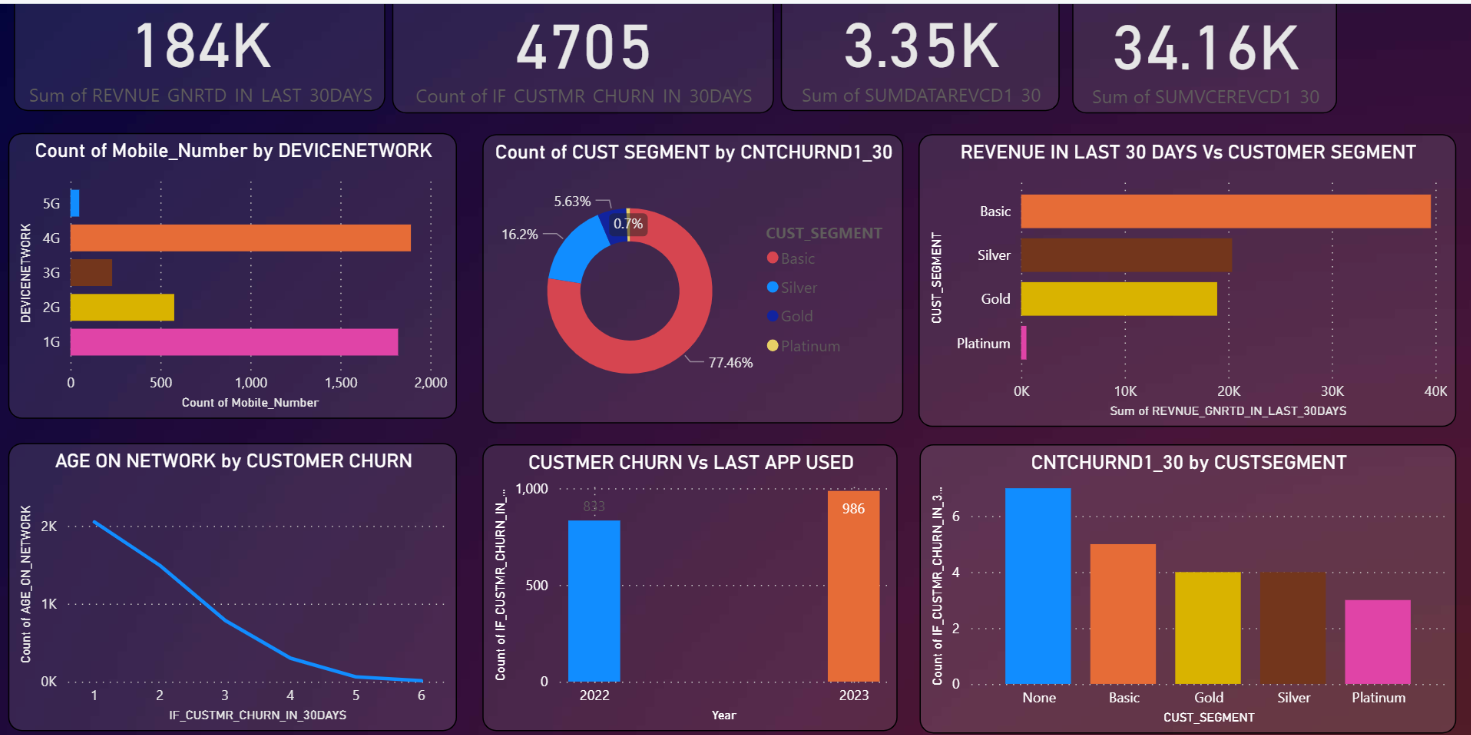 184K
Sum of REVNUE GNRTD IN LAST 30DAYS
4705
Count of IF CUSTMR CHURN IN 30DAYS
3.35K
Sum of SUMDATAREVCD1 30
34.16K
Sum of SUMVCEREVCD1 30
Count of Mobile_Number by DEVICENETWORK
DEVICENETWORK
5G
4G
3G
2G
1G
0
500
1,000
1,500
2,000
Count of Mobile_Number
Count of CUST SEGMENT by CNTCHURND1_30
5.63%
0.7%
16.2%
77.46%
CUST_SEGMENT
Basic
Silver
Gold
Platinum
REVENUE IN LAST 30 DAYS Vs CUSTOMER SEGMENT
CUST_SEGMENT
Basic
Silver
Gold
Platinum
0K
10K
20K
30K
40K
Sum of REVNUE_GNRTD_IN_LAST_30DAYS
AGE ON NETWORK by CUSTOMER CHURN
Count of AGE_ON_NETWORK
2K
1K
0K
1
2
3
4
5
6
IF_CUSTMR_CHURN_IN_30DAYS
CUSTMER CHURN Vs LAST APP USED
Count of IF_CUSTMR_CHURN_IN_...
1,000
500
0
833
986
2022
2023
Year
CNTCHURND1_30 by CUSTSEGMENT
Count of IF_CUSTMR_CHURN_IN_3...
6
4
2
0
None
Basic
Gold
Silver
Platinum
CUST_SEGMENT